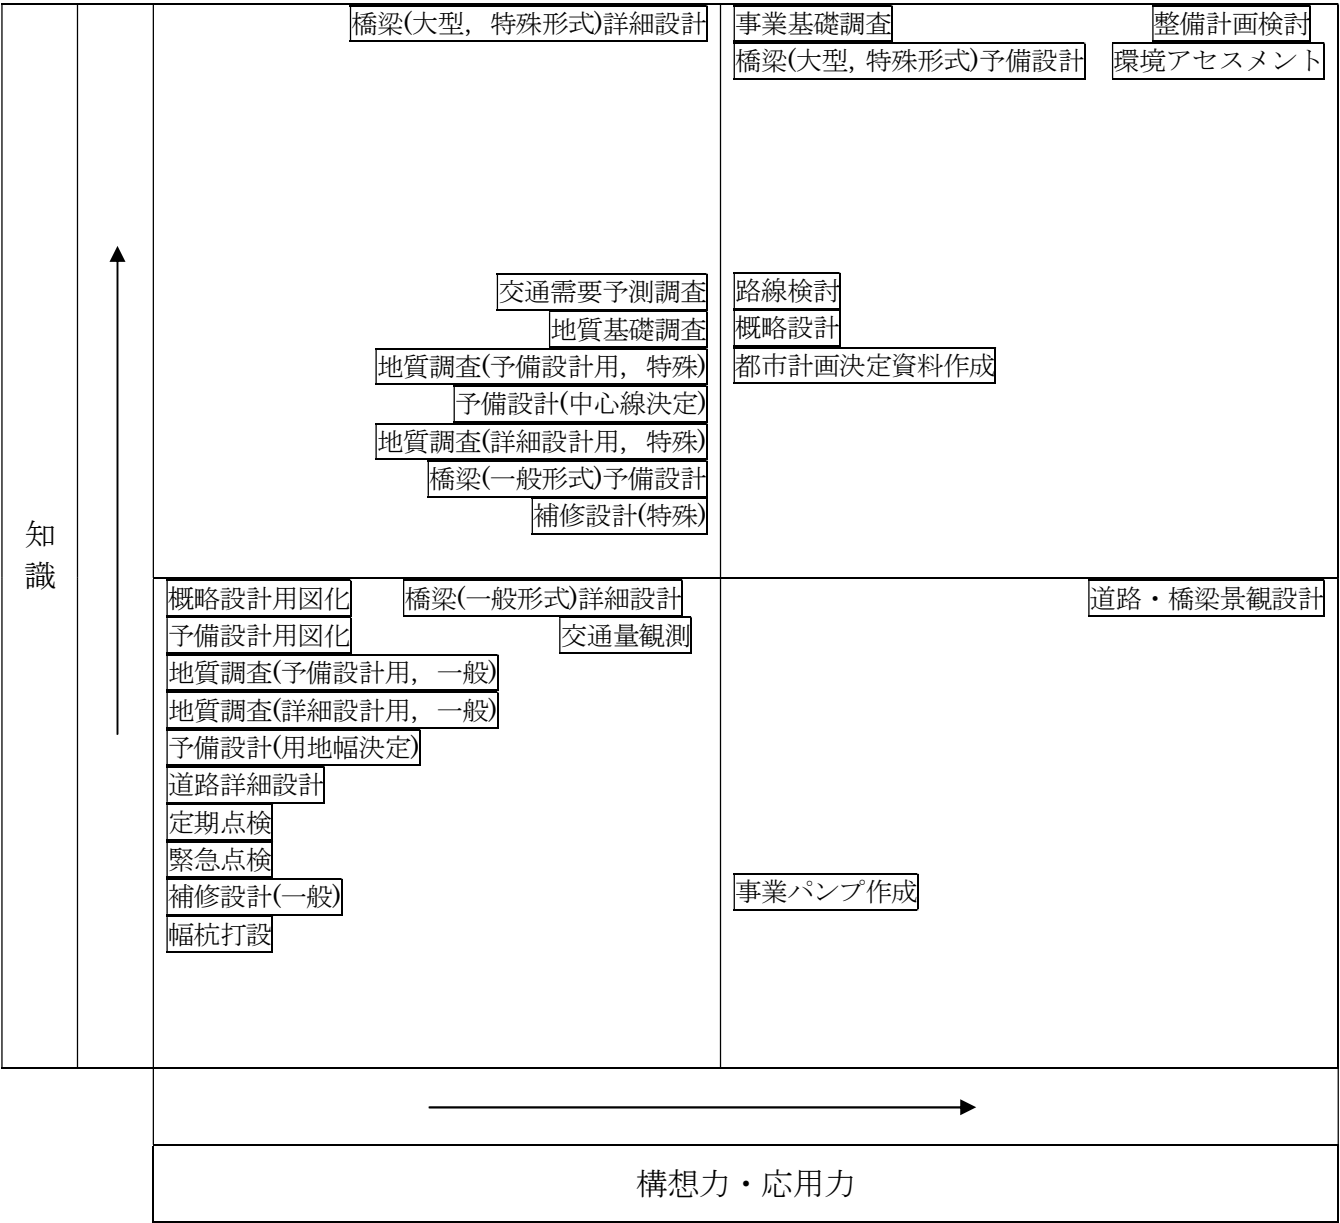 橋梁(大型，特殊形式)詳細設計
事業基礎調査
整備計画検討
橋梁(大型, 特殊形式)予備設計
環境アセスメント
交通需要予測調査
地質基礎調査
地質調査(予備設計用，特殊)
予備設計(中心線決定)
地質調査(詳細設計用，特殊)
橋梁(一般形式)予備設計
補修設計(特殊)
路線検討
概略設計
都市計画決定資料作成
知
識
概略設計用図化
橋梁(一般形式)詳細設計
予備設計用図化
交通量観測
地質調査(予備設計用，一般)
地質調査(詳細設計用，一般)
予備設計(用地幅決定)
道路詳細設計
定期点検
緊急点検
補修設計(一般)
幅杭打設
道路・橋梁景観設計
事業パンプ作成
構想力・応用力